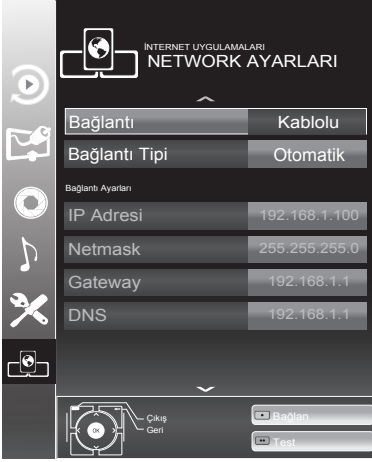 İNTERNET UYGULAMALARI
NETWORK AYARLARI
Bağlantı Kablolu
Bağlantı Tipi Otomatik
Bağlantı Ayarları
IP Adresi 192.168.1.100
Netmask 255.255.255.0
Gateway 192.168.1.1
DNS 192.168.1.1
OK
Çıkış
Geri
Bağlan
Test